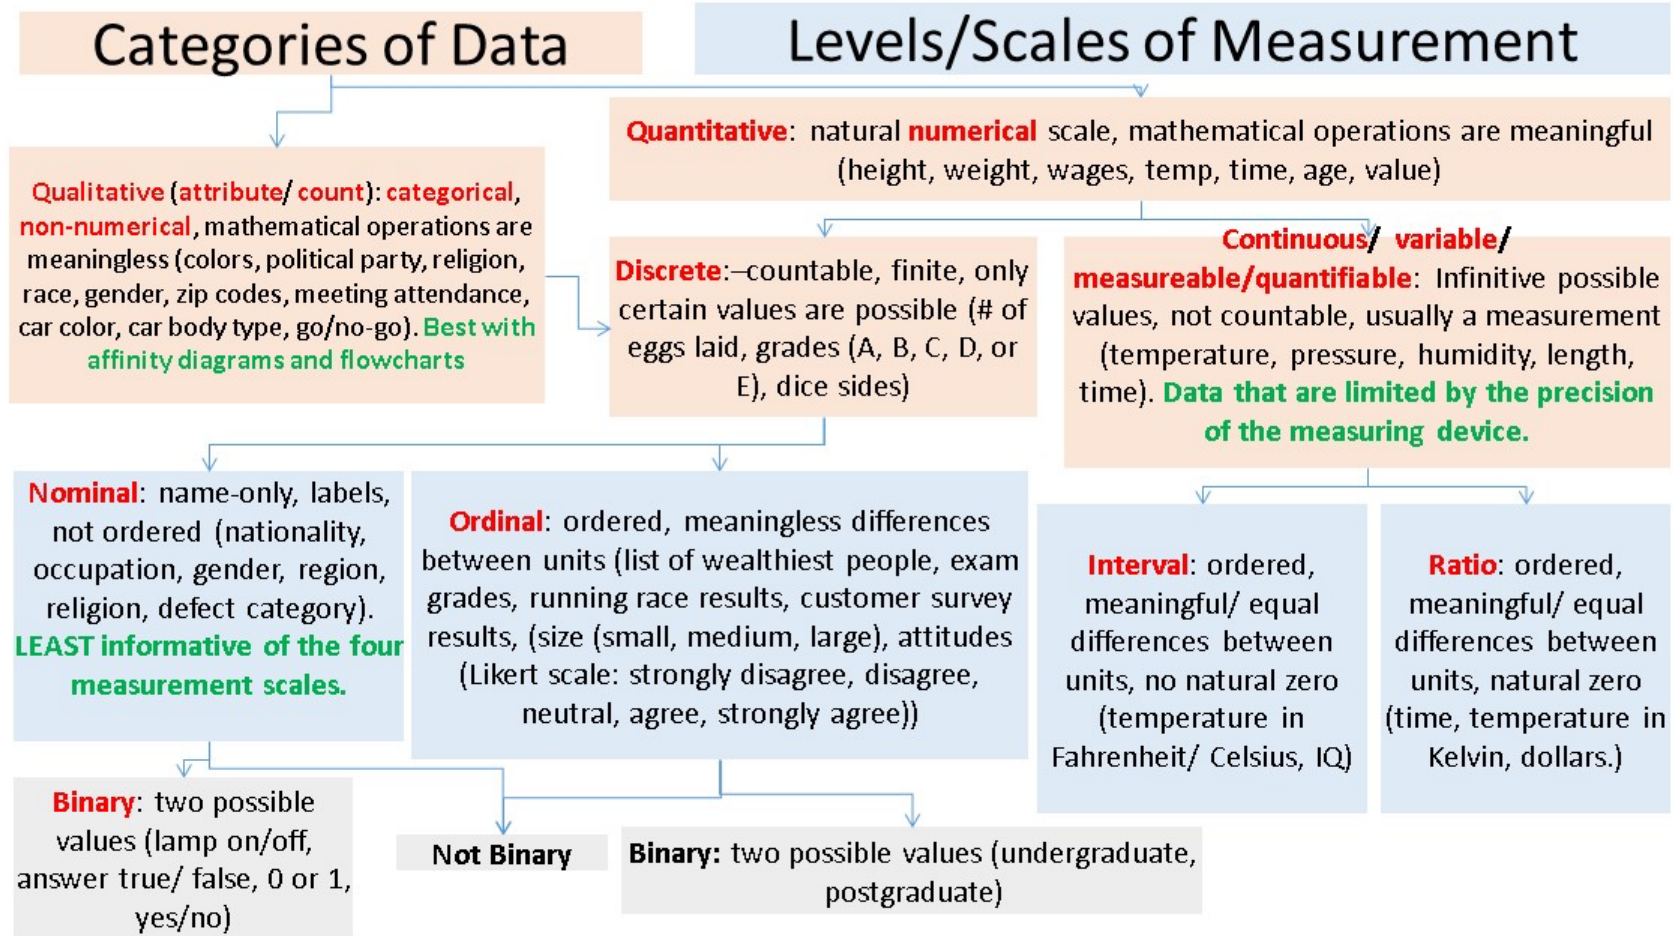 Categories of Data
Levels/Scales of Measurement
Quantitative: natural numerical scale, mathematical operations are meaningful
(height, weight, wages, temp, time, age, value)
Qualitative (attribute/ count): categorical,
non-numerical, mathematical operations are
meaningless (colors, political party, religion,
race, gender, zip codes, meeting attendance,
car color, car body type, go/no-go). Best with
affinity diagrams and flowcharts
Discrete:–countable, finite, only
certain values are possible (# of
eggs laid, grades (A, B, C, D, or
E), dice sides)
Continuous/ variable/
measureable/quantifiable: Infinitive possible
values, not countable, usually a measurement
(temperature, pressure, humidity, length,
time). Data that are limited by the precision
of the measuring device.
Nominal: name-only, labels,
not ordered (nationality,
occupation, gender, region,
religion, defect category).
LEAST informative of the four
measurement scales.
Ordinal: ordered, meaningless differences
between units (list of wealthiest people, exam
grades, running race results, customer survey
results, (size (small, medium, large), attitudes
(Likert scale: strongly disagree, disagree,
neutral, agree, strongly agree))
Interval: ordered,
meaningful/ equal
differences between
units, no natural zero
(temperature in
Fahrenheit/ Celsius, IQ)
Ratio: ordered,
meaningful/ equal
differences between
units, natural zero
(time, temperature in
Kelvin, dollars.)
Binary: two possible
values (lamp on/off,
answer true/ false, 0 or 1,
yes/no)
Not Binary
Binary: two possible values (undergraduate,
postgraduate)